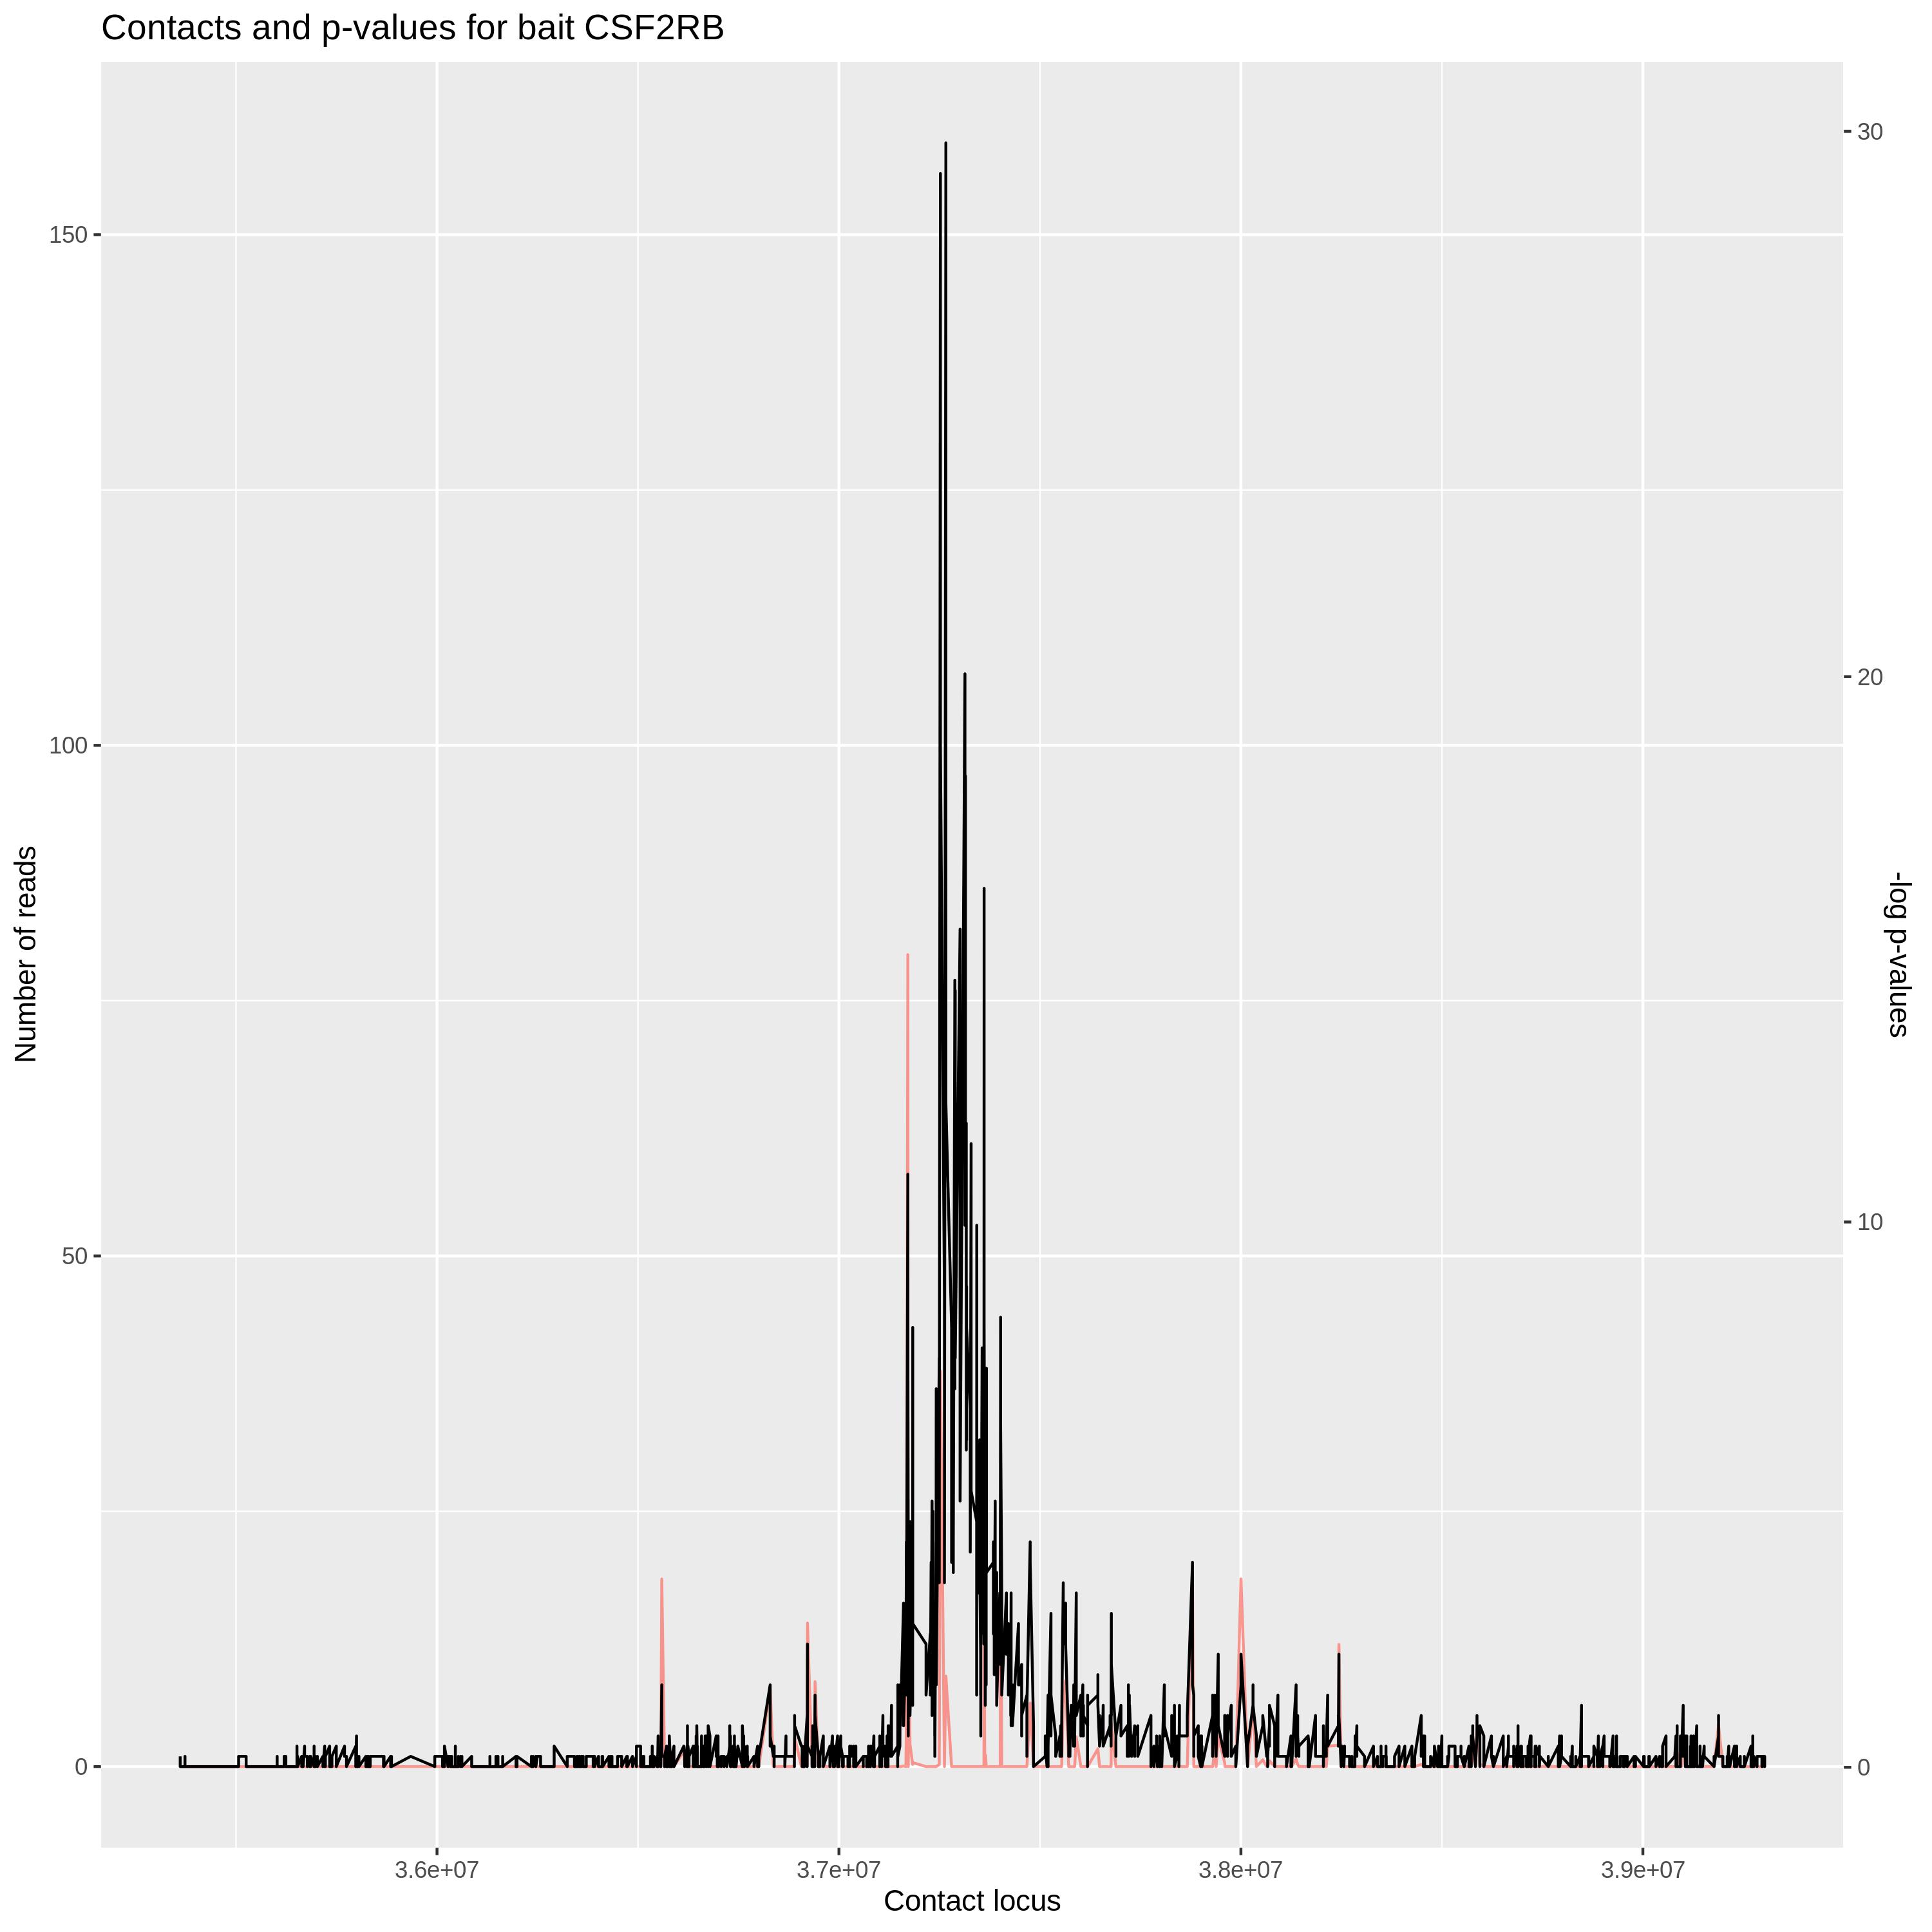 Contacts and p-values for bait CSF2RB
Number of reads
150
100
50
0
30
20
10
0
-log p-values
3.6e+07
3.7e+07
3.8e+07
3.9e+07
Contact locus